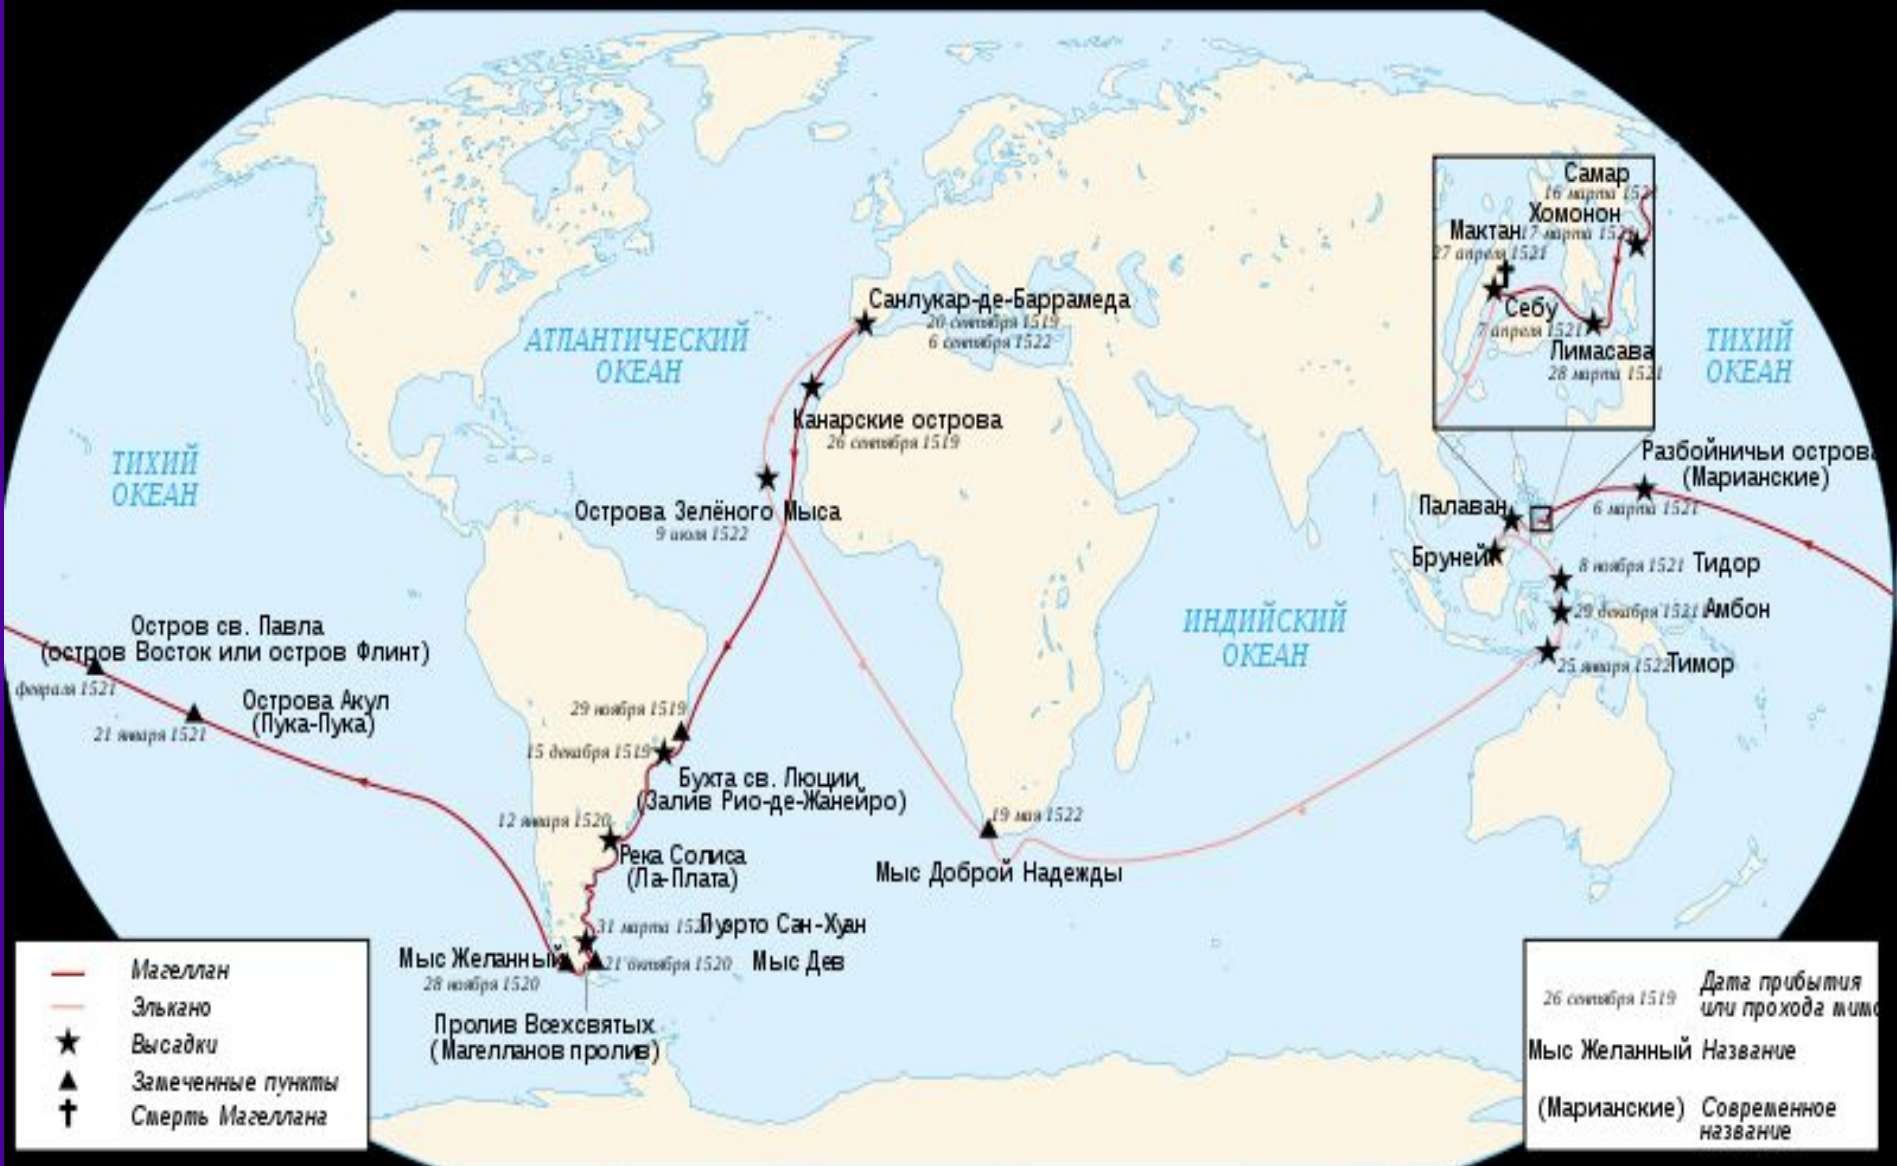 Самар
16 марта 1521
Хомонон
17 марта 1521
Мактан
27 апреля 1521
Себу
7 апреля 1521
Лимасава
28 марта 1521
Санлукар-де-Баррамеда
20 сентября 1519
6 сентября 1522
АТЛАНТИЧЕСКИЙ
ОКЕАН
ТИХИЙ
ОКЕАН
Канарские острова
26 сентября 1519
ТИХИЙ
ОКЕАН
Разбойничьи острова
(Марианские)
6 марта 1521
Острова Зелёного Мыса
9 июля 1522
Палаван
Бруней
8 ноября 1521 Тидор
29 декабря 1521 Амбон
25 января 1522 Тимор
ИНДИЙСКИЙ
ОКЕАН
Остров св. Павла
(остров Восток или остров Флинт)
февраля 1521
Острова Акул
(Пука-Пука)
21 января 1521
29 ноября 1519
15 декабря 1519
Бухта св. Люции
(Залив Рио-де-Жанейро)
12 января 1520
Река Солиса
(Ла-Плата)
19 мая 1522
Мыс Доброй Надежды
31 марта 1520 Пуэрто Сан-Хуан
Мыс Желанный
28 ноября 1520
21 октября 1520 Мыс Дев
Пролив Всехсвятых
(Магелланов пролив)
Магеллан
Элькано
Высадки
Замеченные пункты
Смерть Магеллана
26 сентября 1519 Дата прибытия
или прохода мимо
Мыс Желанный Название
(Марианские) Современное
название